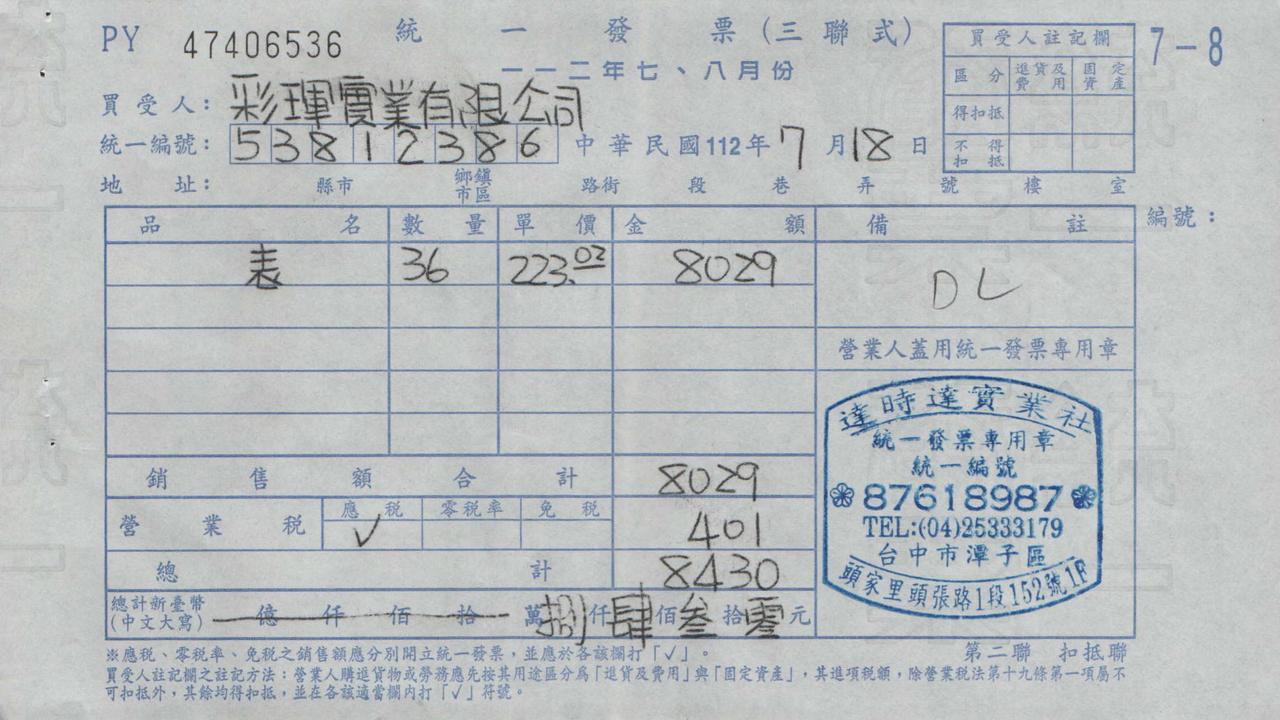 PY 47406536 統一發票(三聯式) 7-8
一一二年七、八月份
買受人: 彩琿實業有限公司
統一編號: 53812386 中華民國112年7月18日
地址: 縣市 鄉鎮市區 路街 段 巷 弄 號 樓 室
買受人註記欄
區分 進貨及費用 固定資產
得扣抵
不得扣抵
編號:
品名 數量 單價 金額 備註
表 36 223.02 8029 DL
營業人蓋用統一發票專用章
達時達實業社
統一發票專用章
統一編號
87618987
TEL:(04)25333179
台中市潭子區
頭家里頭張路1段152號1F
銷售額合計 8029
營業稅 應稅 零稅率 免稅 401
✓
總計 8430
總計新臺幣(中文大寫) 億 仟 佰 拾 萬 捌 仟 肆 佰 叁 拾 零 元
※應稅、零稅率、免稅之銷售額應分別開立統一發票,並應於各該欄打「✓」。
第二聯 扣抵聯
買受人註記欄之註記方法:營業人購進貨物或勞務應先按其用途區分為「進貨及費用」與「固定資產」,其進項稅額,除營業稅法第十九條第一項屬不
可扣抵外,其餘均得扣抵,並在各該適當欄內打「✓」符號。